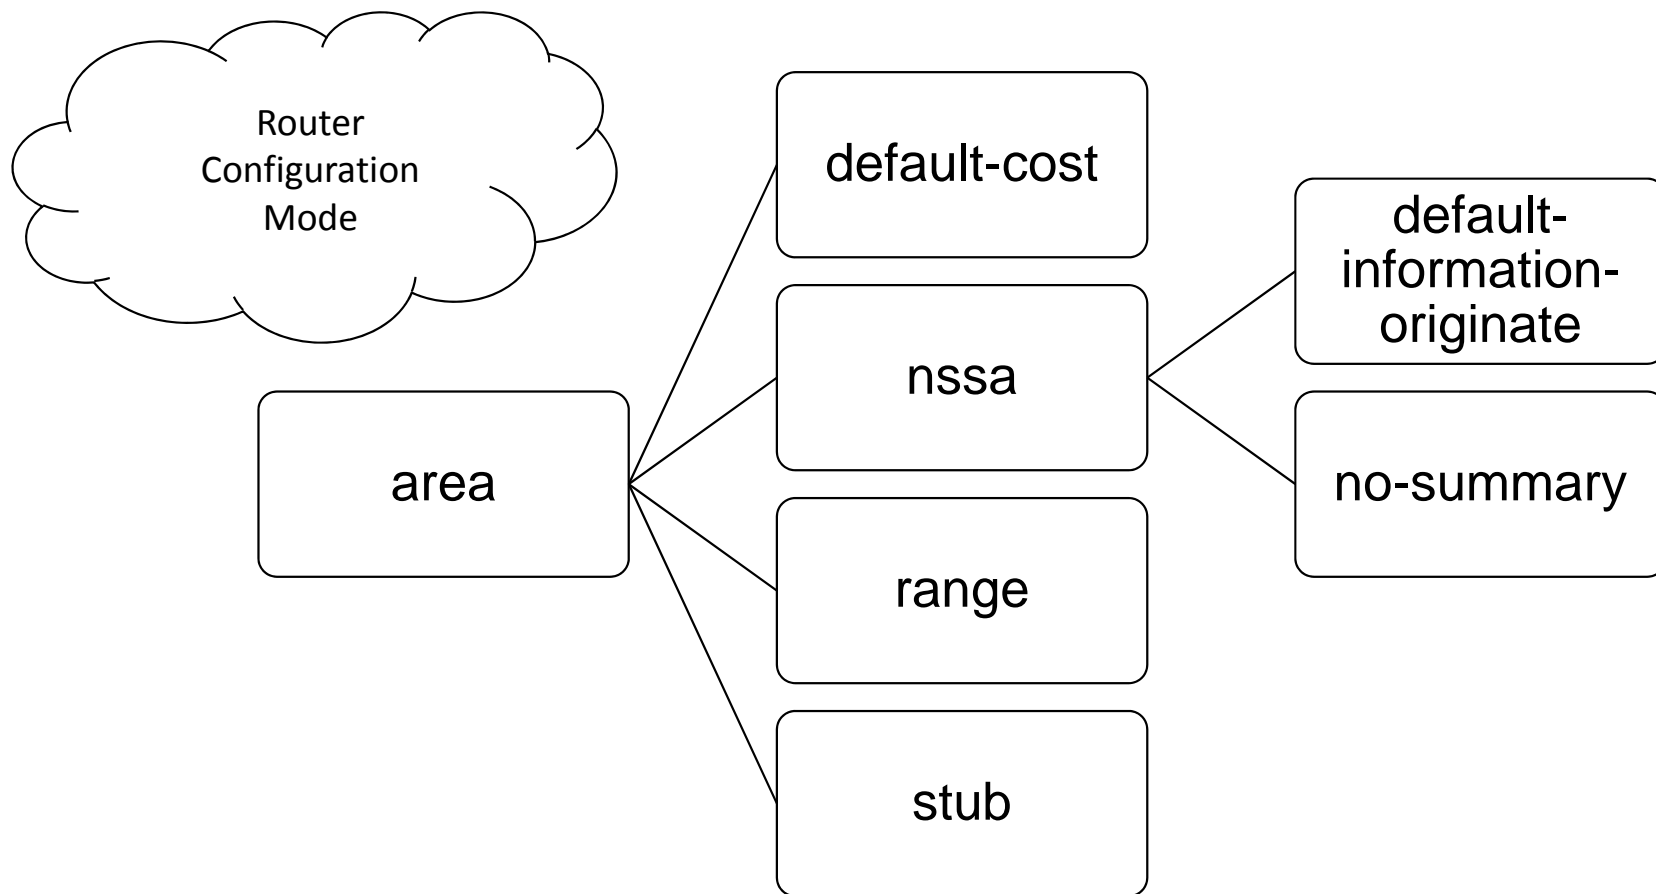 Router
Configuration
Mode
area
default-cost
nssa
range
stub
default-
information-
originate
no-summary